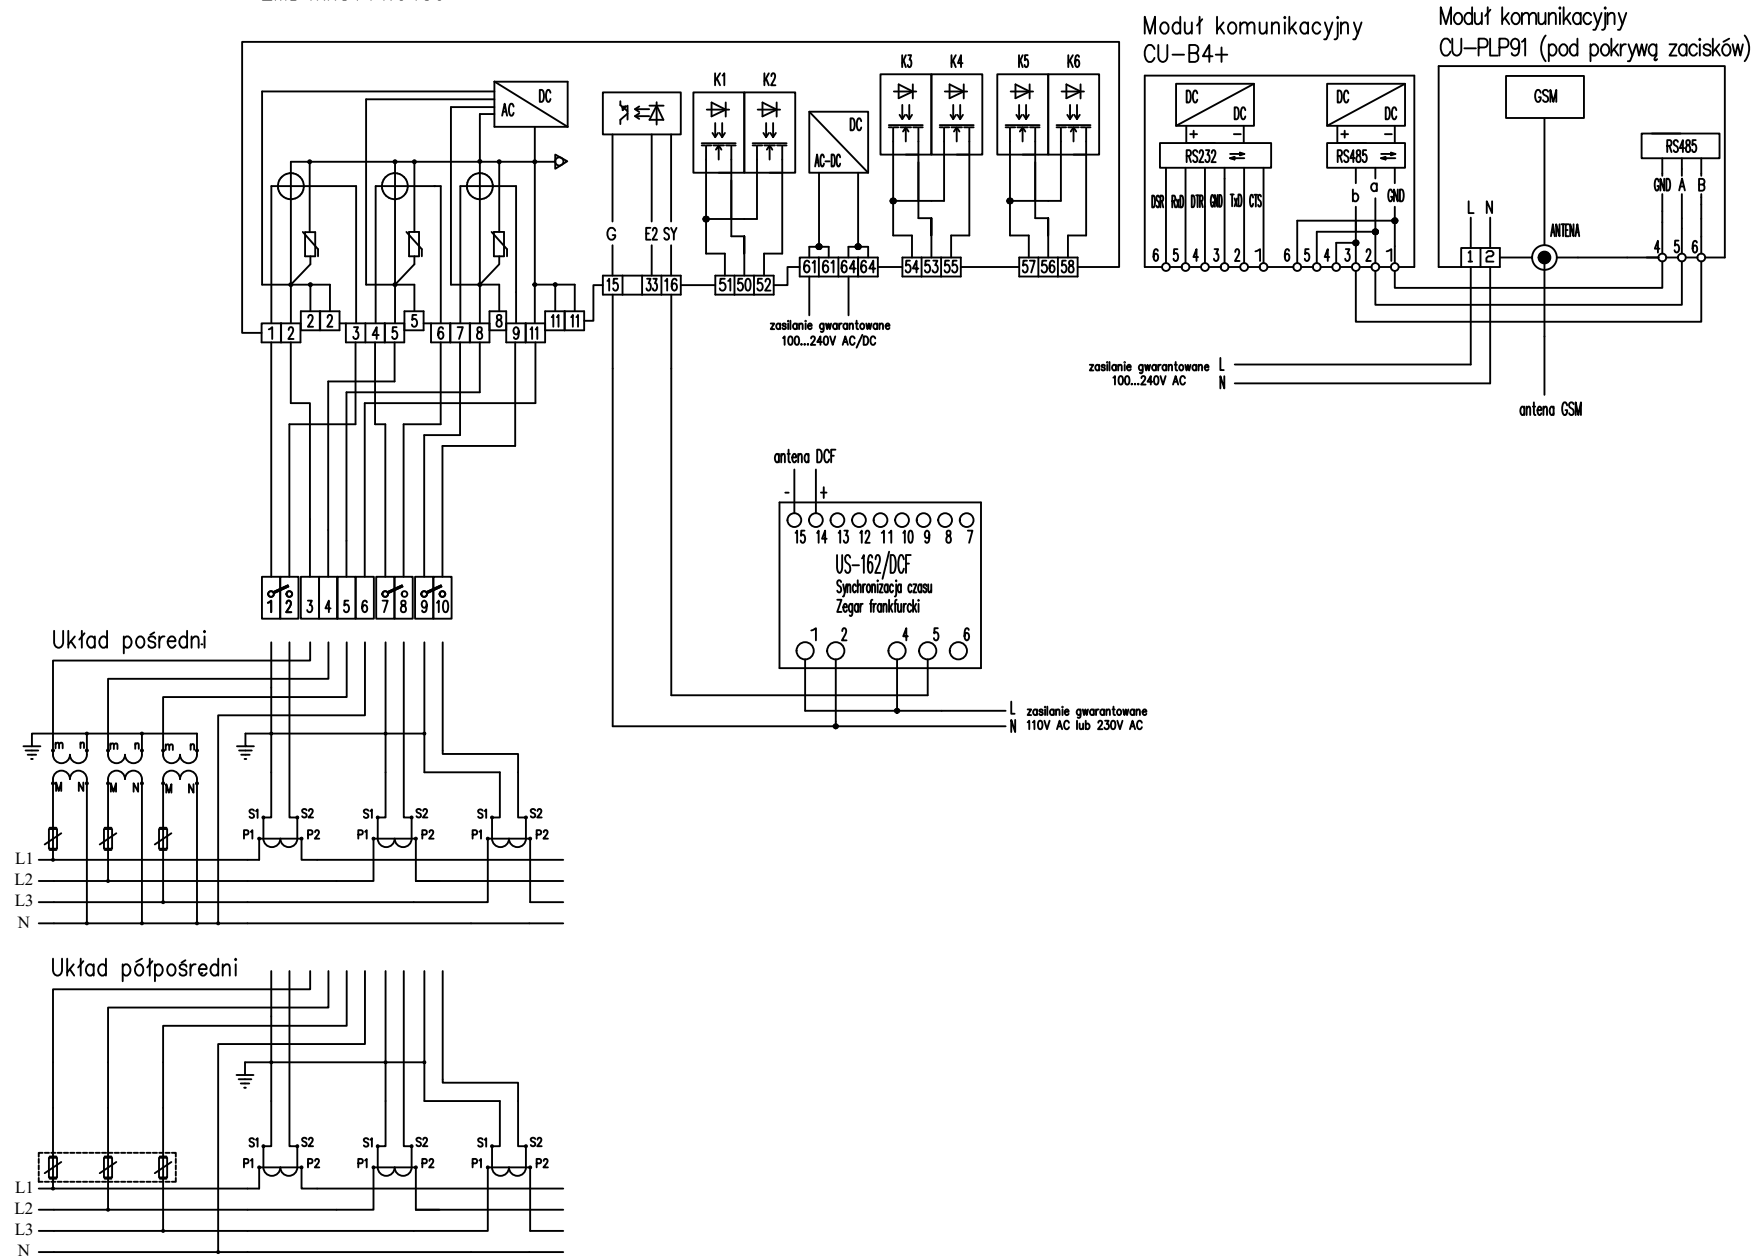 Moduł komunikacyjny
CU-B4+
Moduł komunikacyjny
CU-PLP91 (pod pokrywą zacisków)
K1 K2
K3 K4
K5 K6
DC
AC
DC
AC-DC
DC
DC
DC
DC
GSM
+ -
+ -
RS232
RS485
RS485
DSR RxD DTR GND TxD CTS
b a GND
GND A B
L N
ANTENA
G E2 SY
6 5 4 3 2 1
6 5 4 3 2 1
4 5 6
1 2
61 61 64 64
54 53 55
57 56 58
15 33 16
51 50 52
2 2 5 8 11 11
1 2 3 4 5 6 7 8 9 11
zasilanie gwarantowane
100...240V AC/DC
zasilanie gwarantowane L
100...240V AC N
antena GSM
antena DCF
- +
15 14 13 12 11 10 9 8 7
US-162/DCF
Synchronizacja czasu
Zegar frankfurcki
1 2 4 5 6
L zasilanie gwarantowane
N 110V AC lub 230V AC
1 2 3 4 5 6 7 8 9 10
Układ pośredni
m n m n m n
M N M N M N
S1 S2 S1 S2 S1 S2
P1 P2 P1 P2 P1 P2
L1
L2
L3
N
Układ półpośredni
S1 S2 S1 S2 S1 S2
P1 P2 P1 P2 P1 P2
L1
L2
L3
N